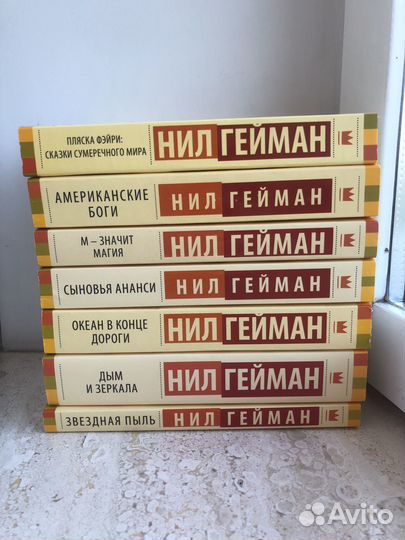 ПЛЯСКА ФЭЙРИ:
СКАЗКИ СУМЕРЕЧНОГО МИРА
НИЛ ГЕЙМАН
АМЕРИКАНСКИЕ
БОГИ
НИЛ ГЕЙМАН
М – ЗНАЧИТ
МАГИЯ
НИЛ ГЕЙМАН
СЫНОВЬЯ АНАНСИ
НИЛ ГЕЙМАН
ОКЕАН В КОНЦЕ
ДОРОГИ
НИЛ ГЕЙМАН
ДЫМ
И ЗЕРКАЛА
НИЛ ГЕЙМАН
ЗВЕЗДНАЯ ПЫЛЬ
НИЛ ГЕЙМАН
Avito